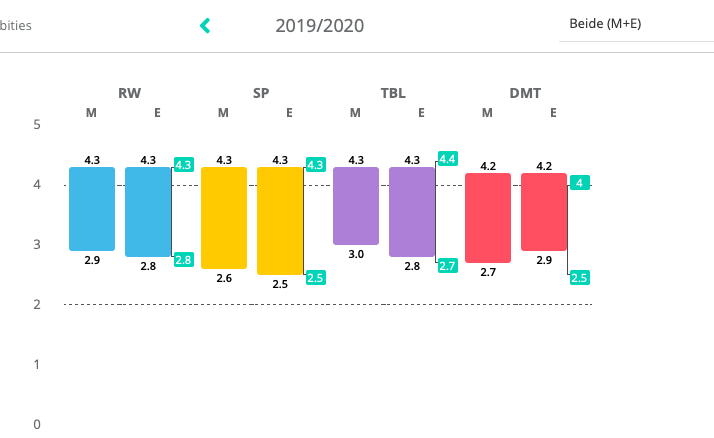 bities
2019/2020
Beide (M+E)
RW SP TBL DMT
M E M E M E M E
5
4.3 4.3 4.3 4.3 4.3 4.3 4.3 4.3 4.4 4.2 4.2
4 4
3
2.9 2.8 2.8 2.6 2.5 2.5 3.0 2.8 2.7 2.7 2.9 2.5
2
1
0